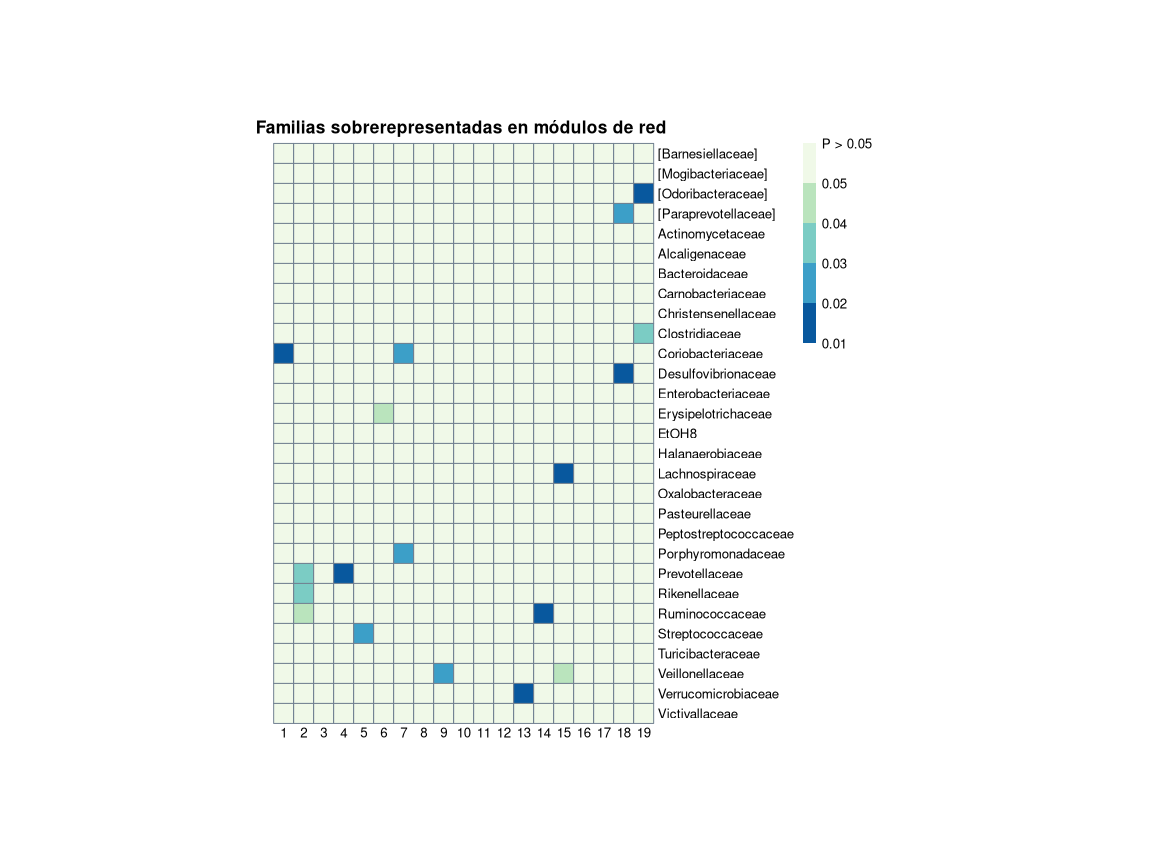 Familias sobrerepresentadas en módulos de red
[Barnesiellaceae]
[Mogibacteriaceae]
[Odoribacteraceae]
[Paraprevotellaceae]
Actinomycetaceae
Alcaligenaceae
Bacteroidaceae
Carnobacteriaceae
Christensenellaceae
Clostridiaceae
Coriobacteriaceae
Desulfovibrionaceae
Enterobacteriaceae
Erysipelotrichaceae
EtOH8
Halanaerobiaceae
Lachnospiraceae
Oxalobacteraceae
Pasteurellaceae
Peptostreptococcaceae
Porphyromonadaceae
Prevotellaceae
Rikenellaceae
Ruminococcaceae
Streptococcaceae
Turicibacteraceae
Veillonellaceae
Verrucomicrobiaceae
Victivallaceae
1 2 3 4 5 6 7 8 9 10 11 12 13 14 15 16 17 18 19
P > 0.05
0.05
0.04
0.03
0.02
0.01